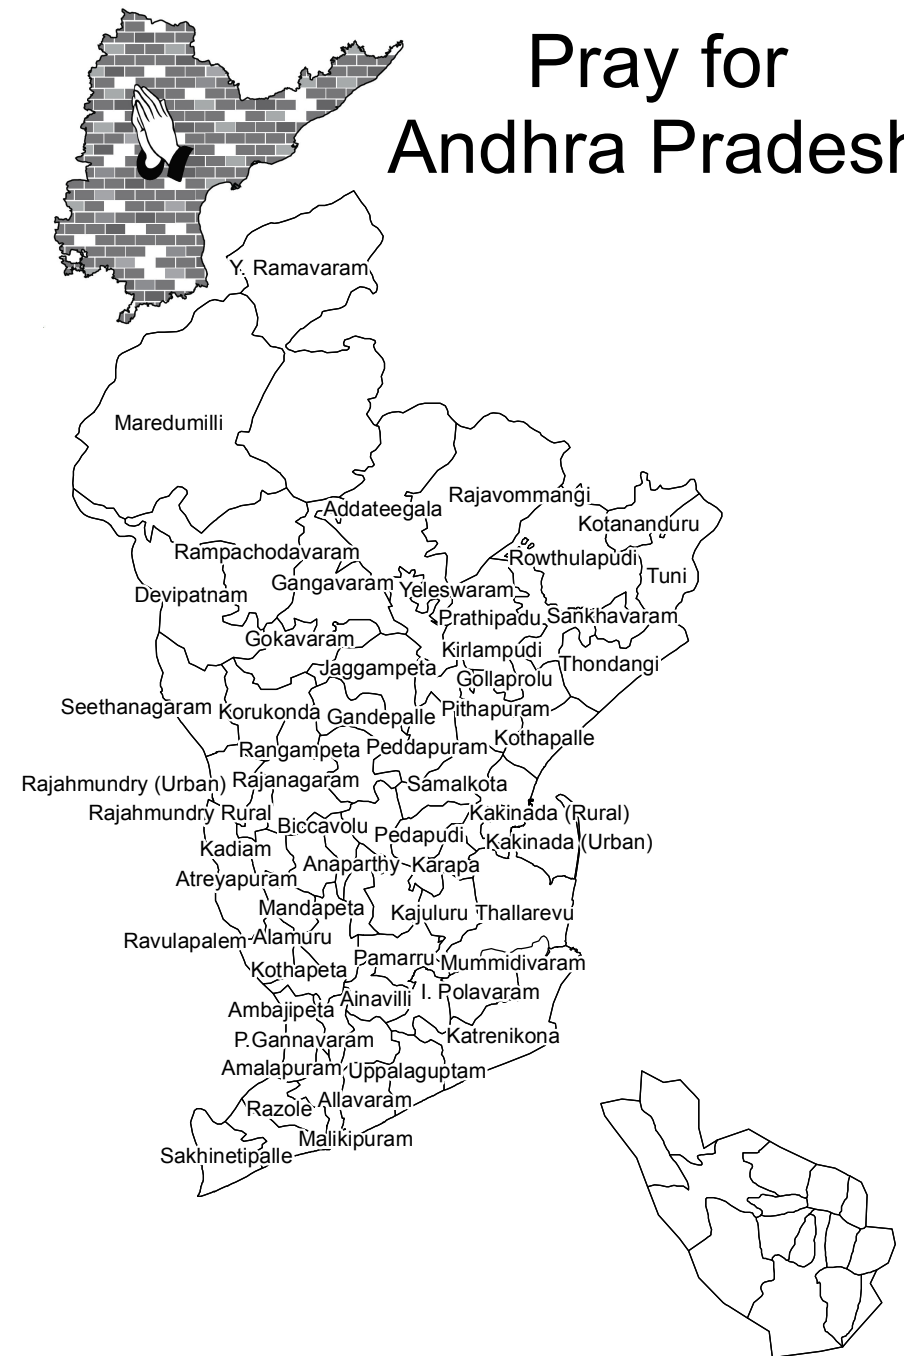 Pray for
Andhra Pradesh
Y. Ramavaram
Maredumilli
Rajavommangi
Addateegala
Kotananduru
Rampachodavaram
Rowthulapudi
Tuni
Gangavaram
Yeleswaram
Devipatnam
Prathipadu
Sankhavaram
Gokavaram
Kirlampudi
Jaggampeta
Thondangi
Gollaprolu
Seethanagaram
Korukonda
Gandepalle
Pithapuram
Rangampeta
Peddapuram
Kothapalle
Rajahmundry (Urban)
Rajanagaram
Samalkota
Rajahmundry Rural
Kakinada (Rural)
Biccavolu
Pedapudi
Kakinada (Urban)
Kadiam
Anaparthy
Karapa
Atreyapuram
Mandapeta
Kajuluru
Thallarevu
Ravulapalem
Alamuru
Pamarru
Mummidivaram
Kothapeta
Ainavilli
I. Polavaram
Ambajipeta
P.Gannavaram
Katrenikona
Amalapuram
Uppalaguptam
Razole
Allavaram
Malikipuram
Sakhinetipalle